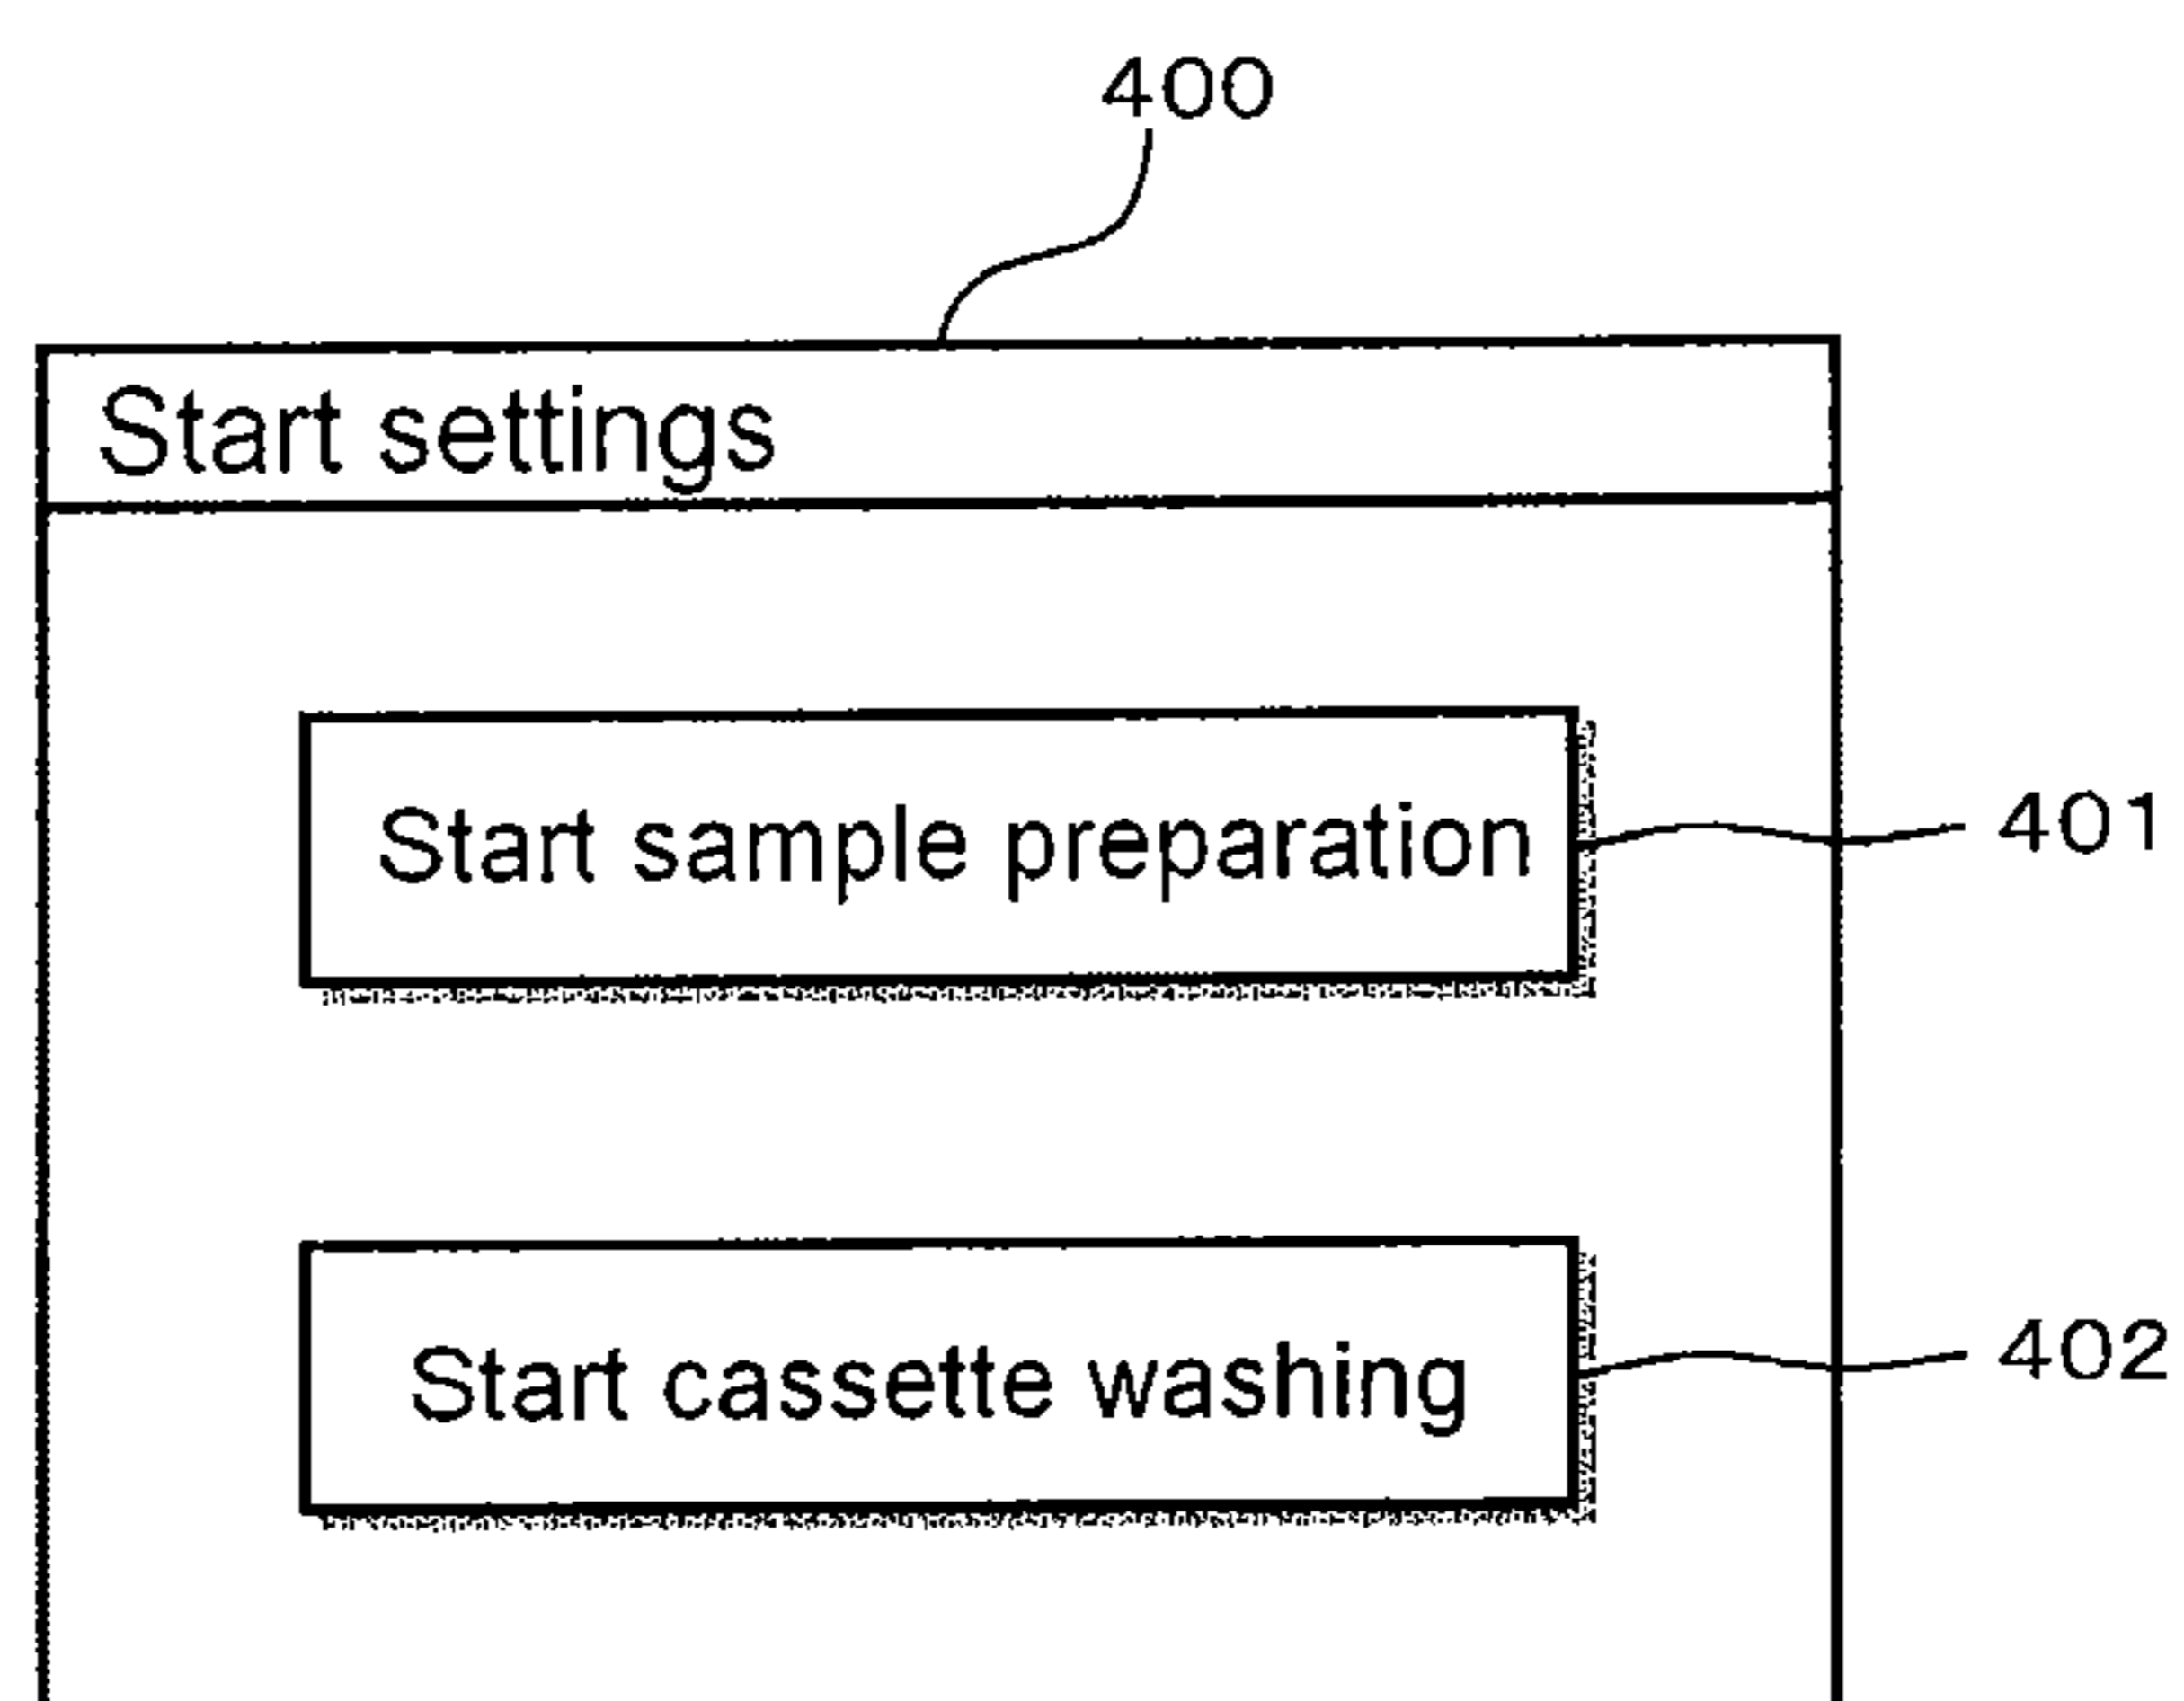 400
Start settings
Start sample preparation
401
Start cassette washing
402